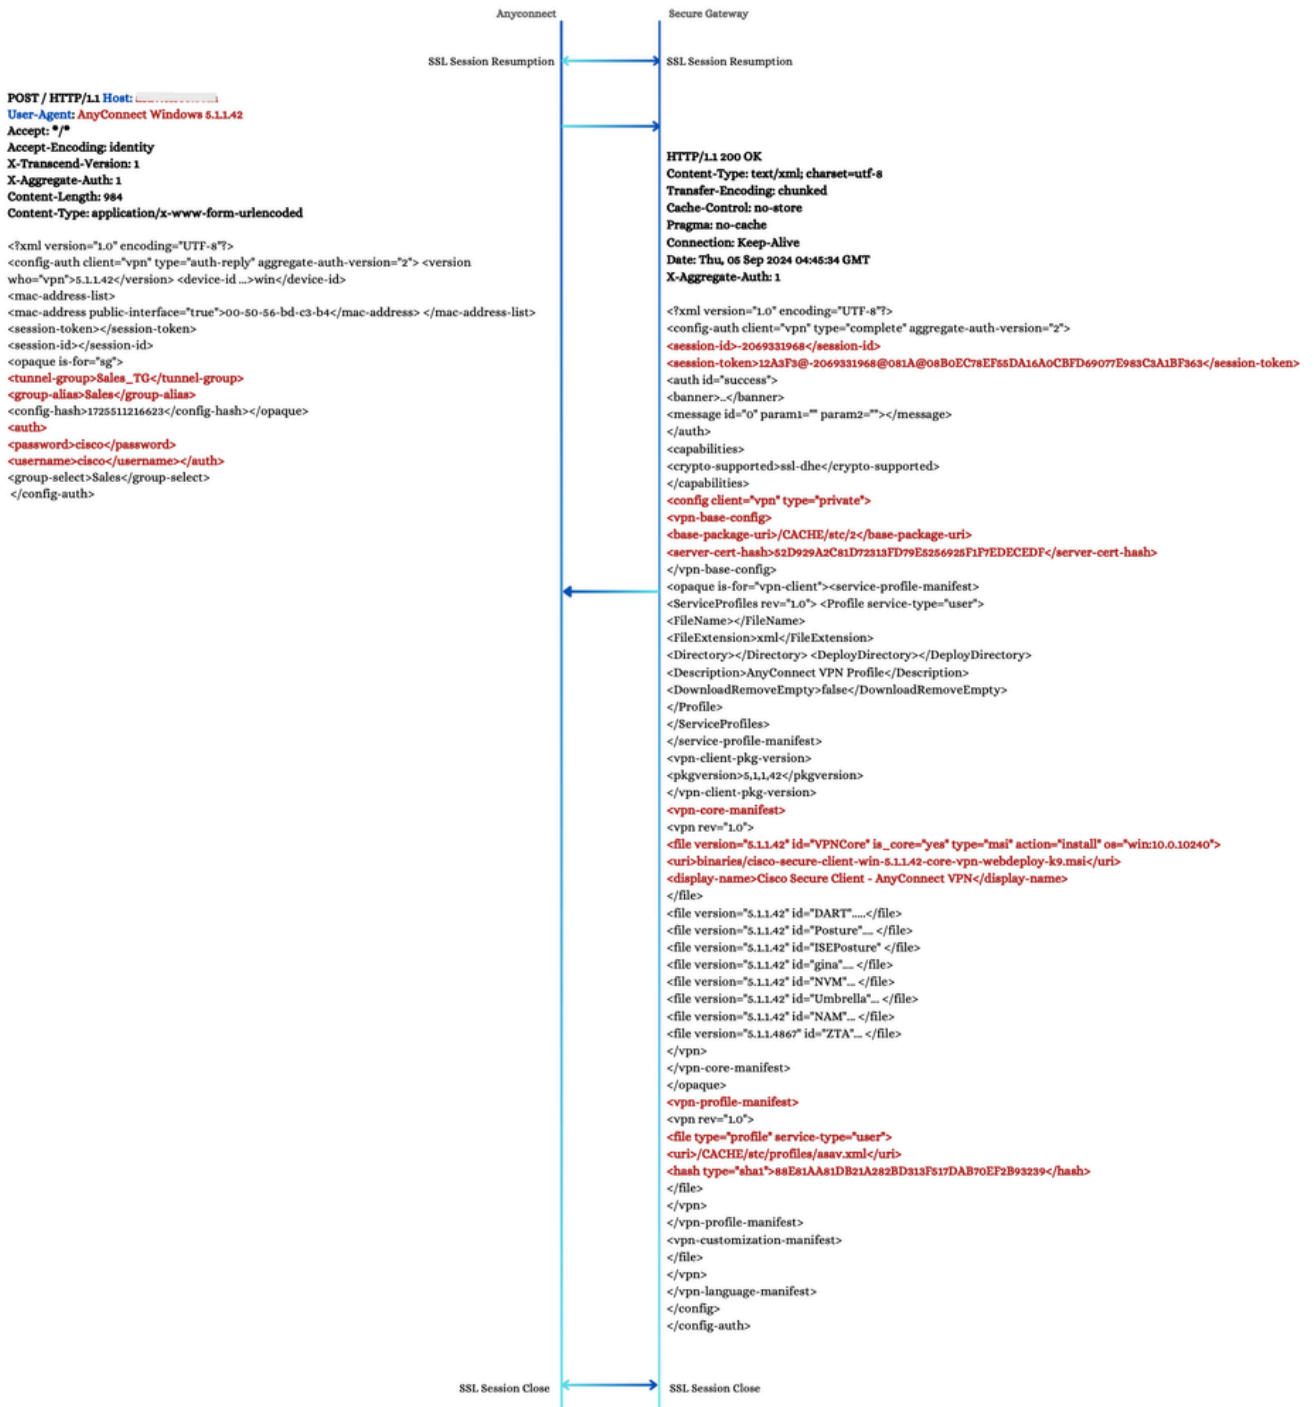 Anyconnect
Secure Gateway
SSL Session Resumption
SSL Session Resumption
POST / HTTP/1.1 Host:
User-Agent: AnyConnect Windows 5.1.1.42
Accept: */*
Accept-Encoding: identity
X-Transcend-Version: 1
X-Aggregate-Auth: 1
Content-Length: 984
Content-Type: application/x-www-form-urlencoded
<?xml version="1.0" encoding="UTF-8"?>
<config-auth client="vpn" type="auth-reply" aggregate-auth-version="2"> <version
who="vpn">5.1.1.42</version> <device-id ...>win</device-id>
<mac-address-list>
<mac-address public-interface="true">00-50-56-bd-c3-b4</mac-address> </mac-address-list>
<session-token></session-token>
<session-id></session-id>
<opaque is-for="sg">
<tunnel-group>Sales_TG</tunnel-group>
<group-alias>Sales</group-alias>
<config-hash>1725511216623</config-hash></opaque>
<auth>
<password>cisco</password>
<username>cisco</username></auth>
<group-select>Sales</group-select>
</config-auth>
HTTP/1.1 200 OK
Content-Type: text/xml; charset=utf-8
Transfer-Encoding: chunked
Cache-Control: no-store
Pragma: no-cache
Connection: Keep-Alive
Date: Thu, 05 Sep 2024 04:45:34 GMT
X-Aggregate-Auth: 1
<?xml version="1.0" encoding="UTF-8"?>
<config-auth client="vpn" type="complete" aggregate-auth-version="2">
<session-id>-2069331968</session-id>
<session-token>12A3F3@-2069331968@081A@08B0EC78EF55DA16A0CBFD69077E983C3A1BF363</session-token>
<auth id="success">
<banner>..</banner>
<message id="0" param1="" param2=""></message>
</auth>
<capabilities>
<crypto-supported>ssl-dhe</crypto-supported>
</capabilities>
<config client="vpn" type="private">
<vpn-base-config>
<base-package-uri>/CACHE/stc/2</base-package-uri>
<server-cert-hash>52D929A2C81D72313FD79E5256925F1F7EDECEDF</server-cert-hash>
</vpn-base-config>
<opaque is-for="vpn-client"><service-profile-manifest>
<ServiceProfiles rev="1.0"> <Profile service-type="user">
<FileName></FileName>
<FileExtension>xml</FileExtension>
<Directory></Directory> <DeployDirectory></DeployDirectory>
<Description>AnyConnect VPN Profile</Description>
<DownloadRemoveEmpty>false</DownloadRemoveEmpty>
</Profile>
</ServiceProfiles>
</service-profile-manifest>
<vpn-client-pkg-version>
<pkgversion>5,1,1,42</pkgversion>
</vpn-client-pkg-version>
<vpn-core-manifest>
<vpn rev="1.0">
<file version="5.1.1.42" id="VPNCore" is_core="yes" type="msi" action="install" os="win:10.0.10240">
<uri>binaries/cisco-secure-client-win-5.1.1.42-core-vpn-webdeploy-k9.msi</uri>
<display-name>Cisco Secure Client - AnyConnect VPN</display-name>
</file>
<file version="5.1.1.42" id="DART".....</file>
<file version="5.1.1.42" id="Posture".... </file>
<file version="5.1.1.42" id="ISEPosture" </file>
<file version="5.1.1.42" id="gina".... </file>
<file version="5.1.1.42" id="NVM"... </file>
<file version="5.1.1.42" id="Umbrella"... </file>
<file version="5.1.1.42" id="NAM"... </file>
<file version="5.1.1.4867" id="ZTA"... </file>
</vpn>
</vpn-core-manifest>
</opaque>
<vpn-profile-manifest>
<vpn rev="1.0">
<file type="profile" service-type="user">
<uri>/CACHE/stc/profiles/asav.xml</uri>
<hash type="sha1">88E81AA81DB21A282BD313F517DAB70EF2B93239</hash>
</file>
</vpn>
</vpn-profile-manifest>
<vpn-customization-manifest>
</file>
</vpn>
</vpn-language-manifest>
</config>
</config-auth>
SSL Session Close
SSL Session Close